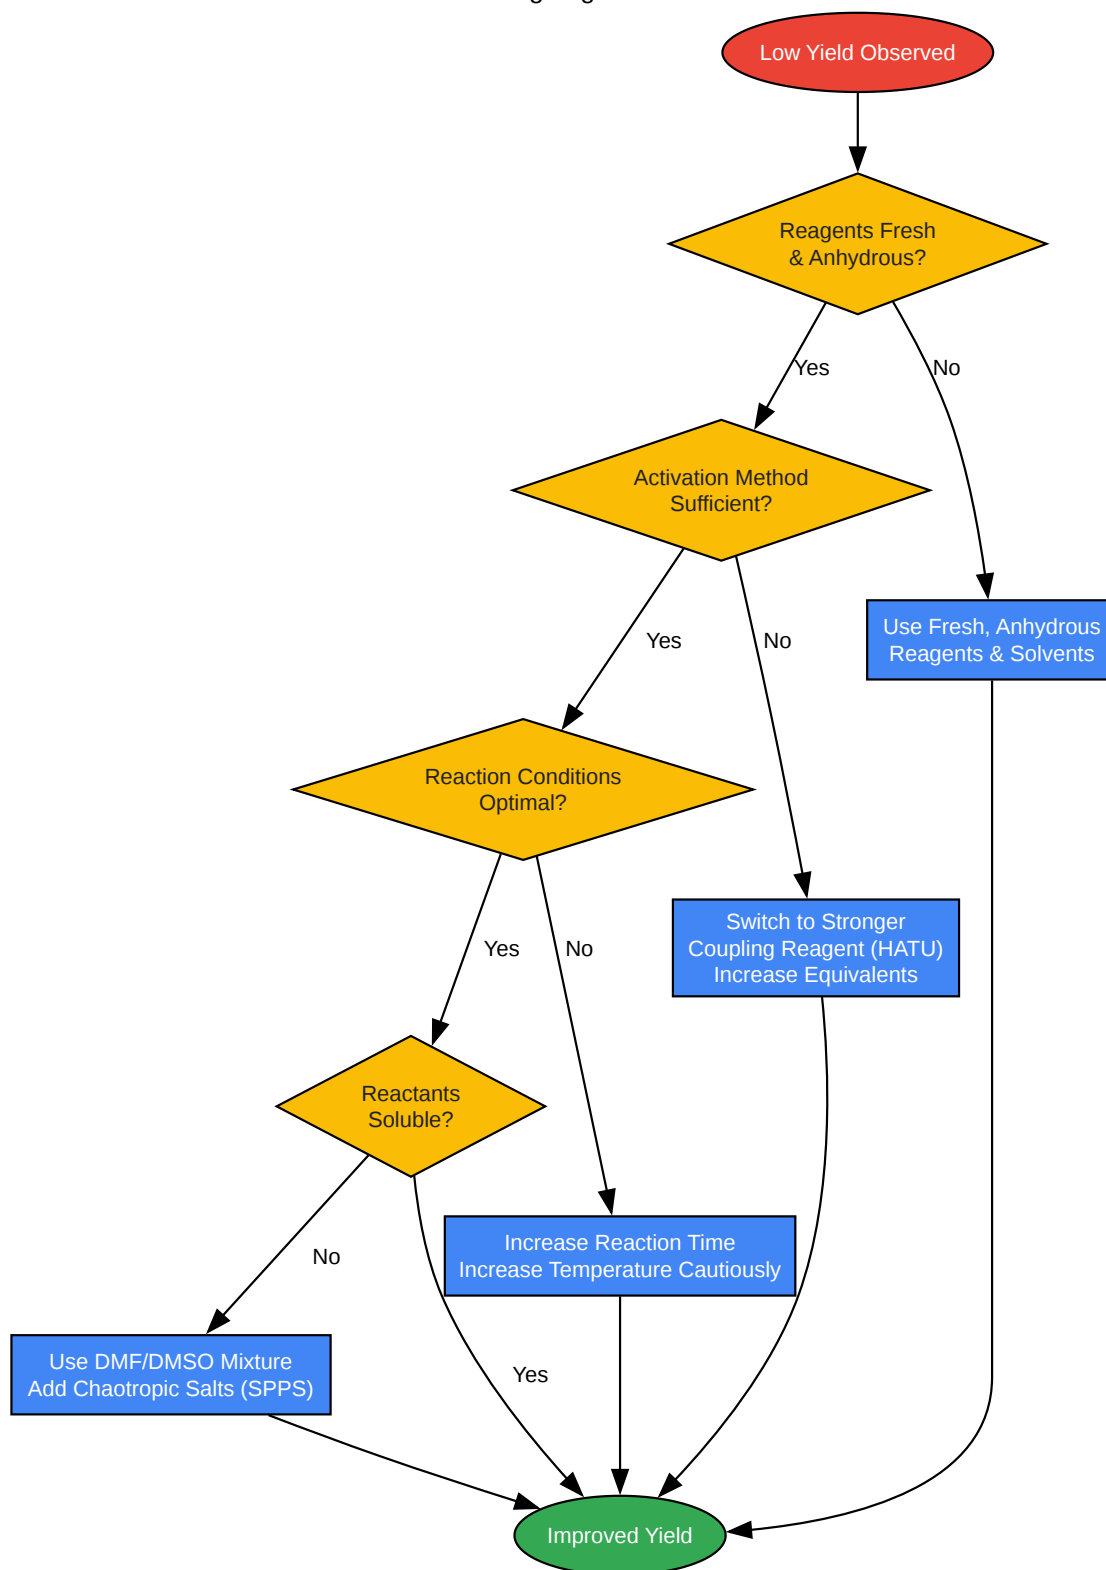 Low Yield Observed
Reagents Fresh
& Anhydrous?
Yes
No
Activation Method
Sufficient?
Use Fresh, Anhydrous
Reagents & Solvents
Yes
No
Reaction Conditions
Optimal?
Switch to Stronger
Coupling Reagent (HATU)
Increase Equivalents
Yes
No
Reactants
Soluble?
Increase Reaction Time
Increase Temperature Cautiously
No
Use DMF/DMSO Mixture
Add Chaotropic Salts (SPPS)
Yes
Improved Yield